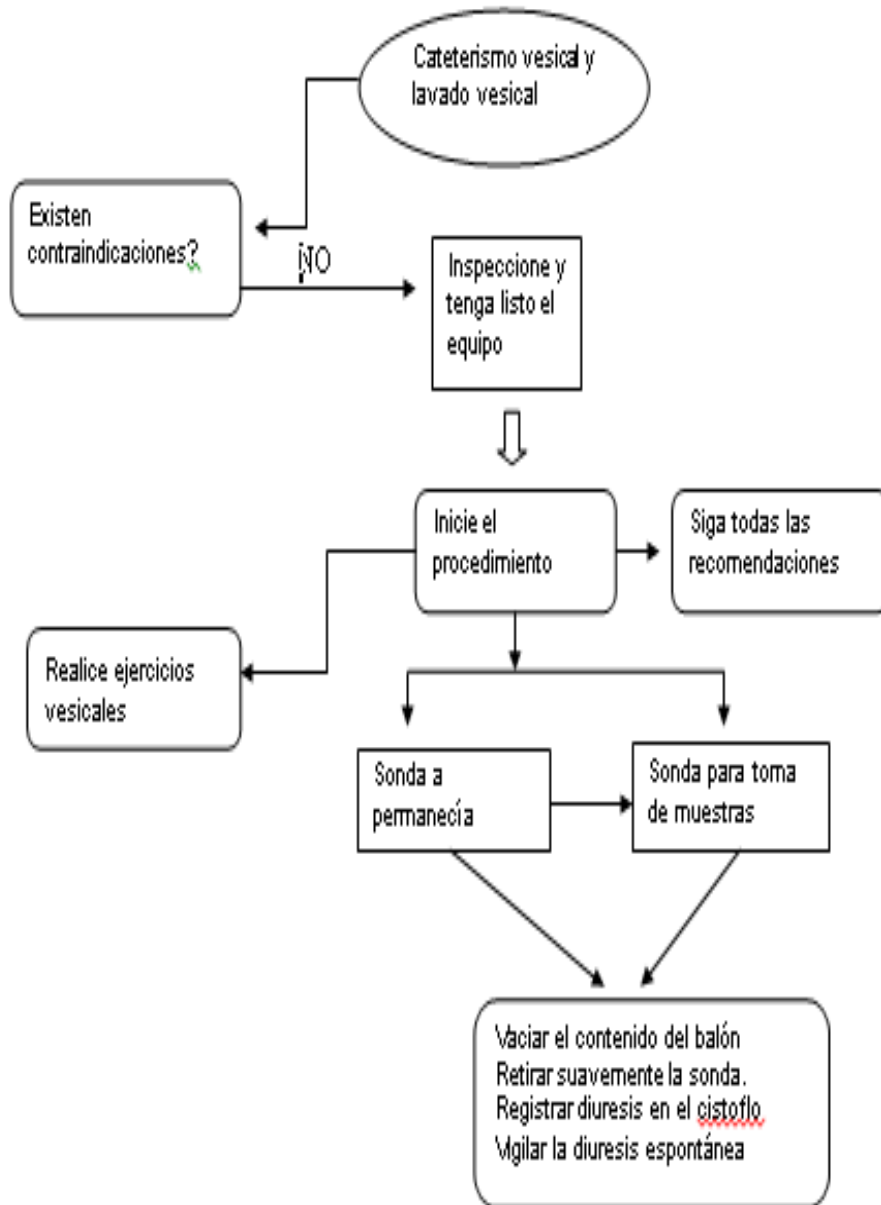 Cateterismo vesical y
lavado vesical
Existen
contraindicaciones?
NO
Inspeccione y
tenga listo el
equipo
Inicie el
procedimiento
Siga todas las
recomendaciones
Realice ejercicios
vesicales
Sonda a
permanecía
Sonda para toma
de muestras
Vaciar el contenido del balón
Retirar suavemente la sonda.
Registrar diuresis en el cistoflo
Vigilar la diuresis espontánea